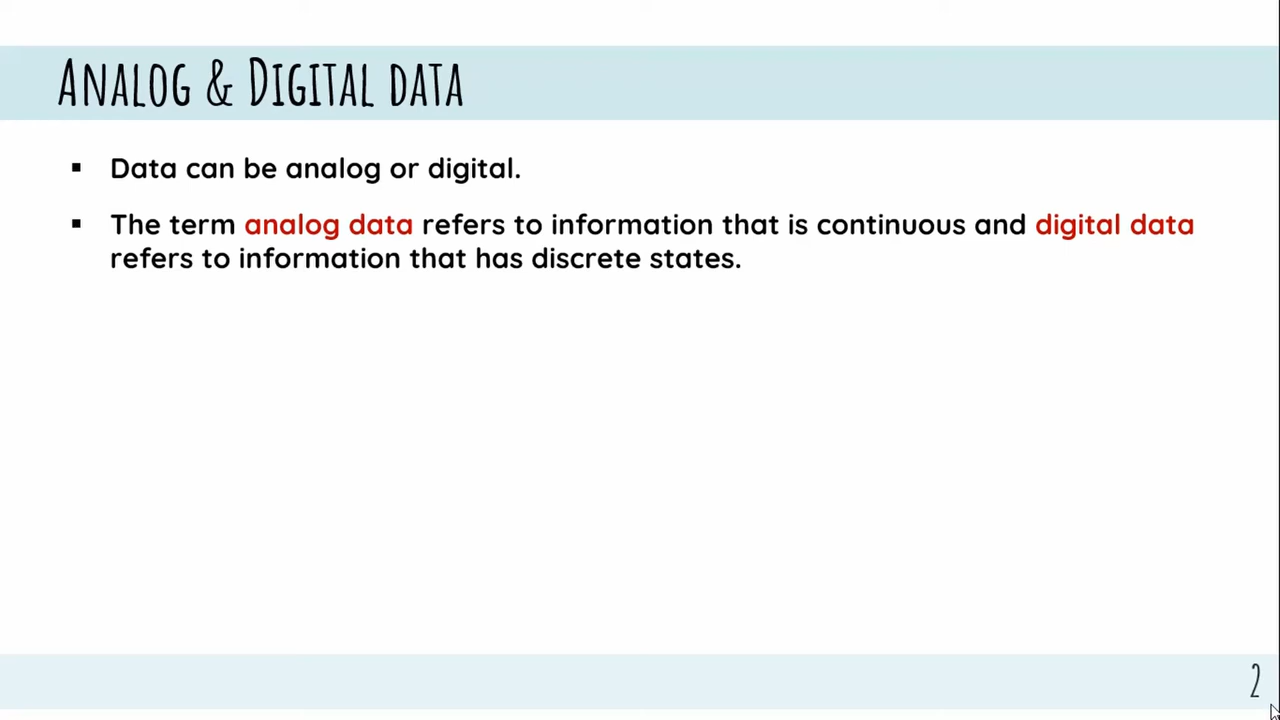 ANALOG & DIGITAL DATA
▪ Data can be analog or digital.
▪ The term analog data refers to information that is continuous and digital data
refers to information that has discrete states.
2